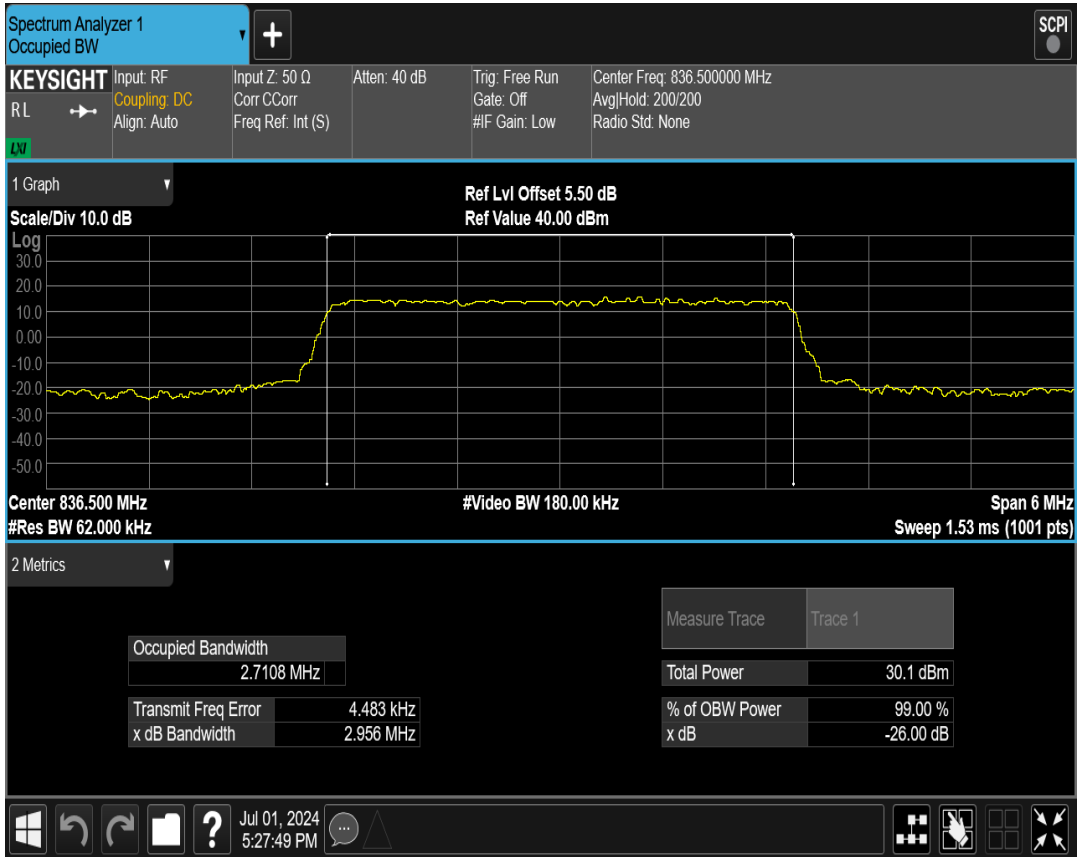 Spectrum Analyzer 1
Occupied BW
+
SCPI
KEYSIGHT
R L
LXI
Input: RF
Coupling: DC
Align: Auto
Input Z: 50 Ω
Corr CCorr
Freq Ref: Int (S)
Atten: 40 dB
Trig: Free Run
Gate: Off
#IF Gain: Low
Center Freq: 836.500000 MHz
Avg|Hold: 200/200
Radio Std: None
1 Graph
Scale/Div 10.0 dB
Ref Lvl Offset 5.50 dB
Ref Value 40.00 dBm
Log
30.0
20.0
10.0
0.00
-10.0
-20.0
-30.0
-40.0
-50.0
Center 836.500 MHz
#Res BW 62.000 kHz
#Video BW 180.00 kHz
Span 6 MHz
Sweep 1.53 ms (1001 pts)
2 Metrics
Occupied Bandwidth
2.7108 MHz
Transmit Freq Error 4.483 kHz
x dB Bandwidth 2.956 MHz
Measure Trace Trace 1
Total Power 30.1 dBm
% of OBW Power 99.00 %
x dB -26.00 dB
?
Jul 01, 2024
5:27:49 PM